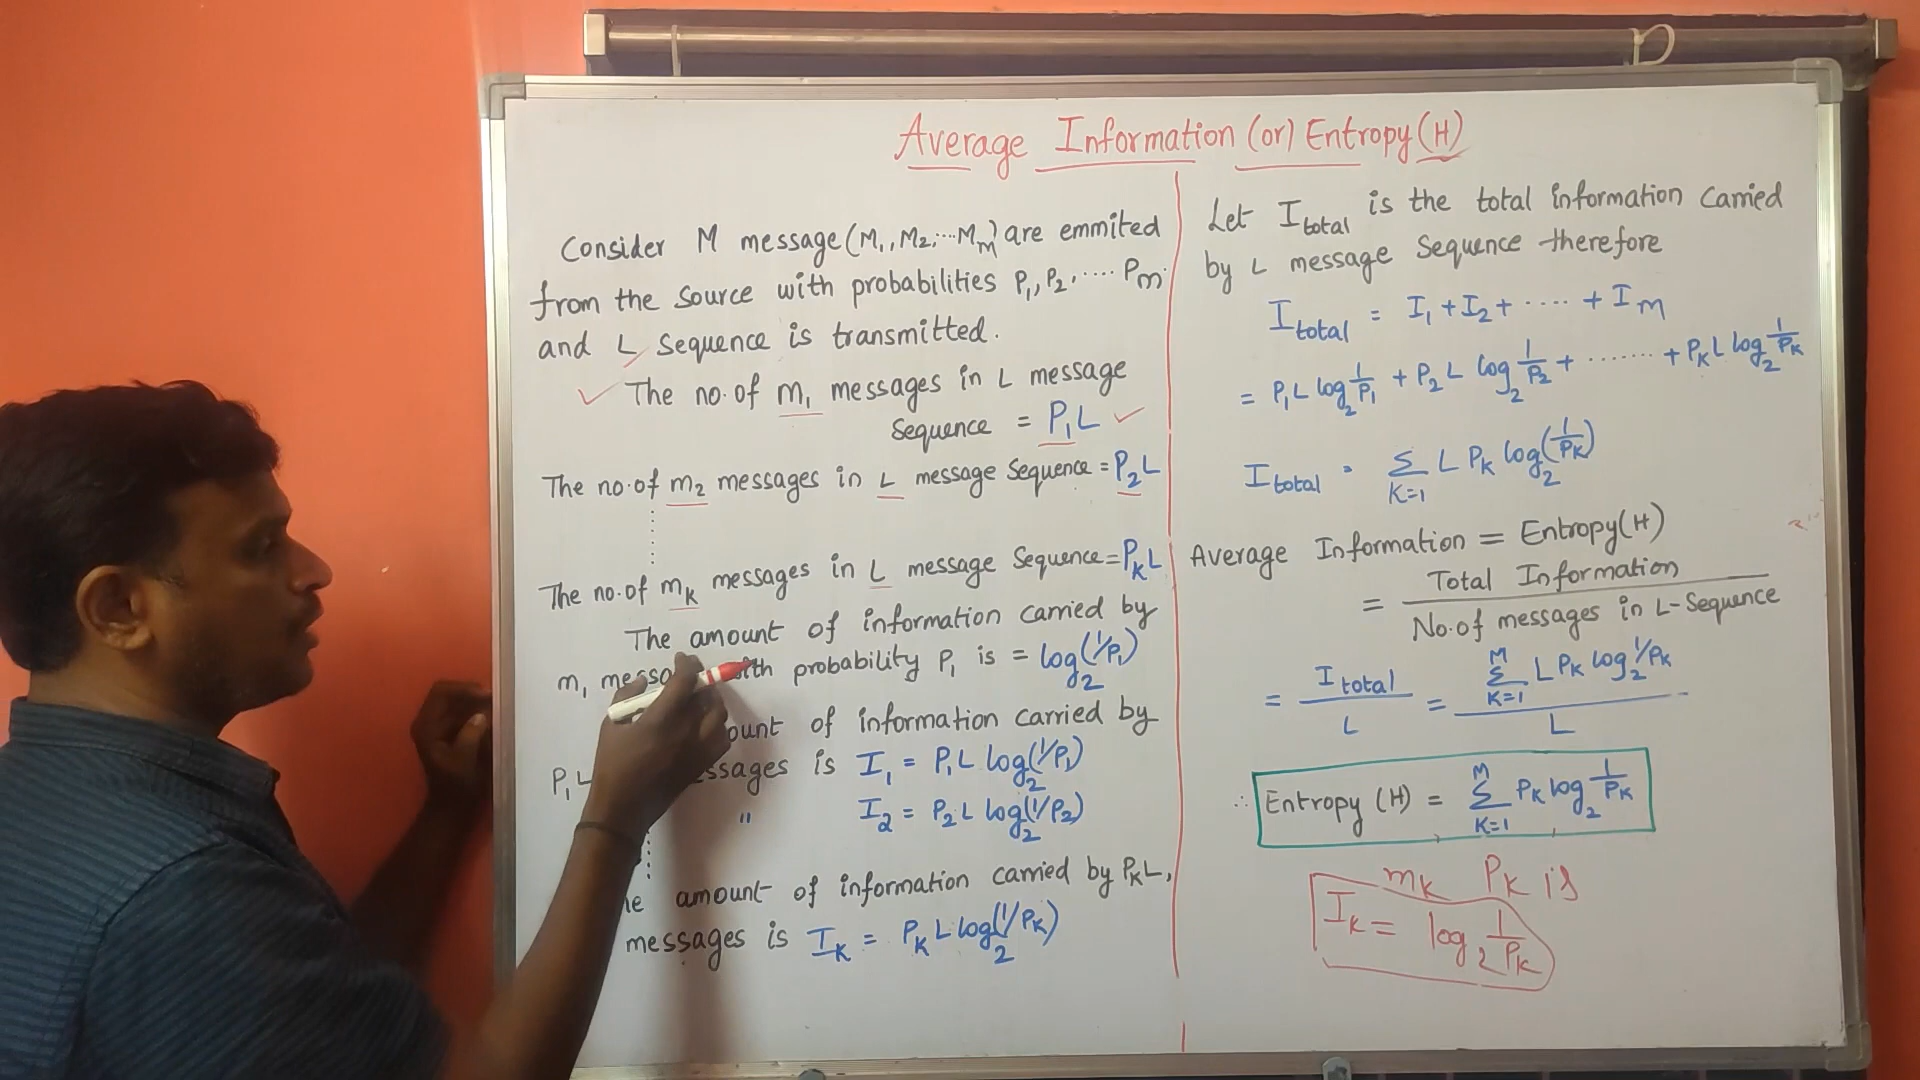 Average Information (or) Entropy (H)
Consider M message (M1, M2, ... Mm) are emmited
from the source with probabilities P1, P2, .... Pm.
and L sequence is transmitted.
✓ The no. of m1 messages in L message
sequence = P1L ✓
The no. of m2 messages in L message sequence = P2L
The no. of mK messages in L message sequence = PKL
The amount of information carried by
m1 with probability P1 is = log2(1/P1)
of information carried by
P1L is I1 = P1L log2(1/P1)
" I2 = P2L log2(1/P2)
amount of information carried by PKL,
messages is IK = PKL log2(1/PK)
Let Itotal is the total information carried
by L message sequence therefore
Itotal = I1 + I2 + .... + IM
= P1L log2 1/P1 + P2L log2 1/P2 + ....... + PKL log2 1/PK
Itotal = Σ K=1 L PK log2(1/PK)
Average Information = Entropy (H)
= Total Information / No. of messages in L-Sequence
= Itotal / L = Σ M K=1 L PK log2 1/PK / L
∴ Entropy (H) = Σ M K=1 PK log2 1/PK
mK PK is
IK = log2 1/PK